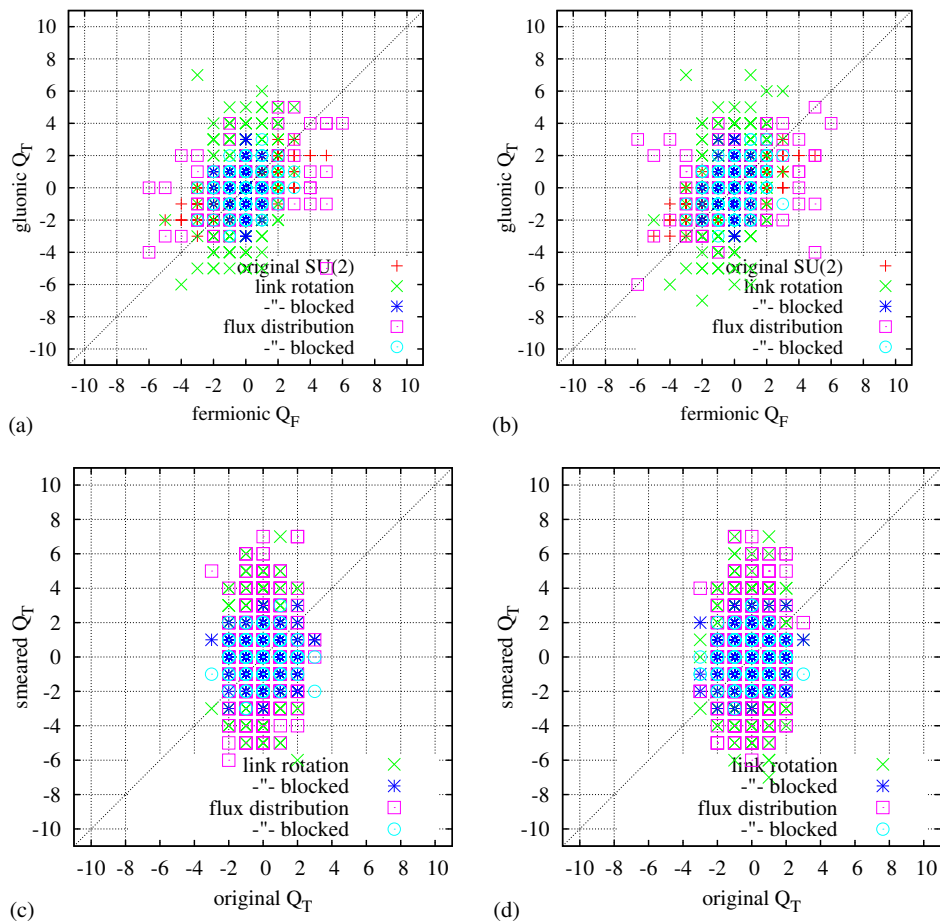 10
8
6
4
2
0
-2
-4
-6
-8
-10
gluonic Q_T
original SU(2)
link rotation
-"- blocked
flux distribution
-"- blocked
-10 -8 -6 -4 -2 0 2 4 6 8 10
fermionic Q_F
(a)
10
8
6
4
2
0
-2
-4
-6
-8
-10
gluonic Q_T
original SU(2)
link rotation
-"- blocked
flux distribution
-"- blocked
-10 -8 -6 -4 -2 0 2 4 6 8 10
fermionic Q_F
(b)
10
8
6
4
2
0
-2
-4
-6
-8
-10
smeared Q_T
link rotation
-"- blocked
flux distribution
-"- blocked
-10 -8 -6 -4 -2 0 2 4 6 8 10
original Q_T
(c)
10
8
6
4
2
0
-2
-4
-6
-8
-10
smeared Q_T
link rotation
-"- blocked
flux distribution
-"- blocked
-10 -8 -6 -4 -2 0 2 4 6 8 10
original Q_T
(d)